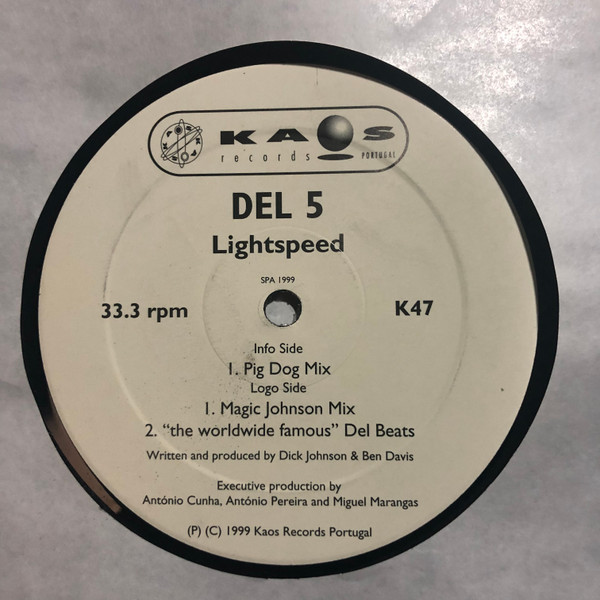 KAOS
records PORTUGAL
DEL 5
Lightspeed
SPA 1999
33.3 rpm K47
Info Side
1. Pig Dog Mix
Logo Side
1. Magic Johnson Mix
2. “the worldwide famous” Del Beats
Written and produced by Dick Johnson & Ben Davis
Executive production by
António Cunha, António Pereira and Miguel Marangas
(P) (C) 1999 Kaos Records Portugal